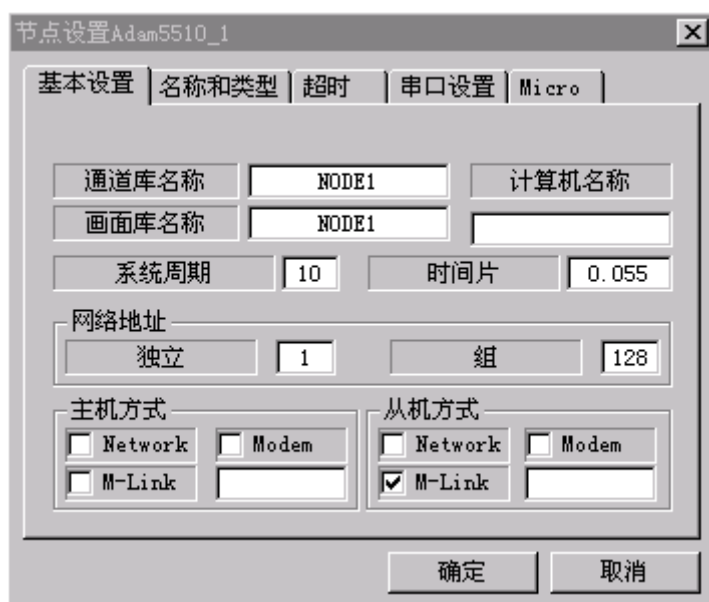 节点设置Adam5510_1
基本设置 名称和类型 超时 串口设置 Micro
通道库名称 NODE1 计算机名称
画面库名称 NODE1
系统周期 10 时间片 0.055
网络地址
独立 1 组 128
主机方式 从机方式
Network Modem Network Modem
M-Link M-Link
确定 取消